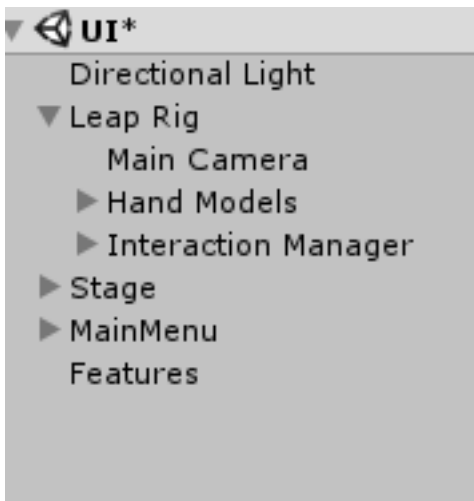 UI*
Directional Light
Leap Rig
Main Camera
Hand Models
Interaction Manager
Stage
MainMenu
Features